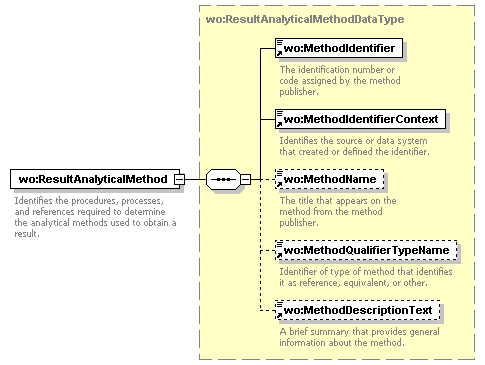 wo:ResultAnalyticalMethodDataType
wo:MethodIdentifier
The identification number or
code assigned by the method
publisher.
wo:MethodIdentifierContext
Identifies the source or data system
that created or defined the identifier.
wo:ResultAnalyticalMethod
Identifies the procedures, processes,
and references required to determine
the analytical methods used to obtain a
result.
wo:MethodName
The title that appears on the
method from the method
publisher.
wo:MethodQualifierTypeName
Identifier of type of method that identifies
it as reference, equivalent, or other.
wo:MethodDescriptionText
A brief summary that provides general
information about the method.